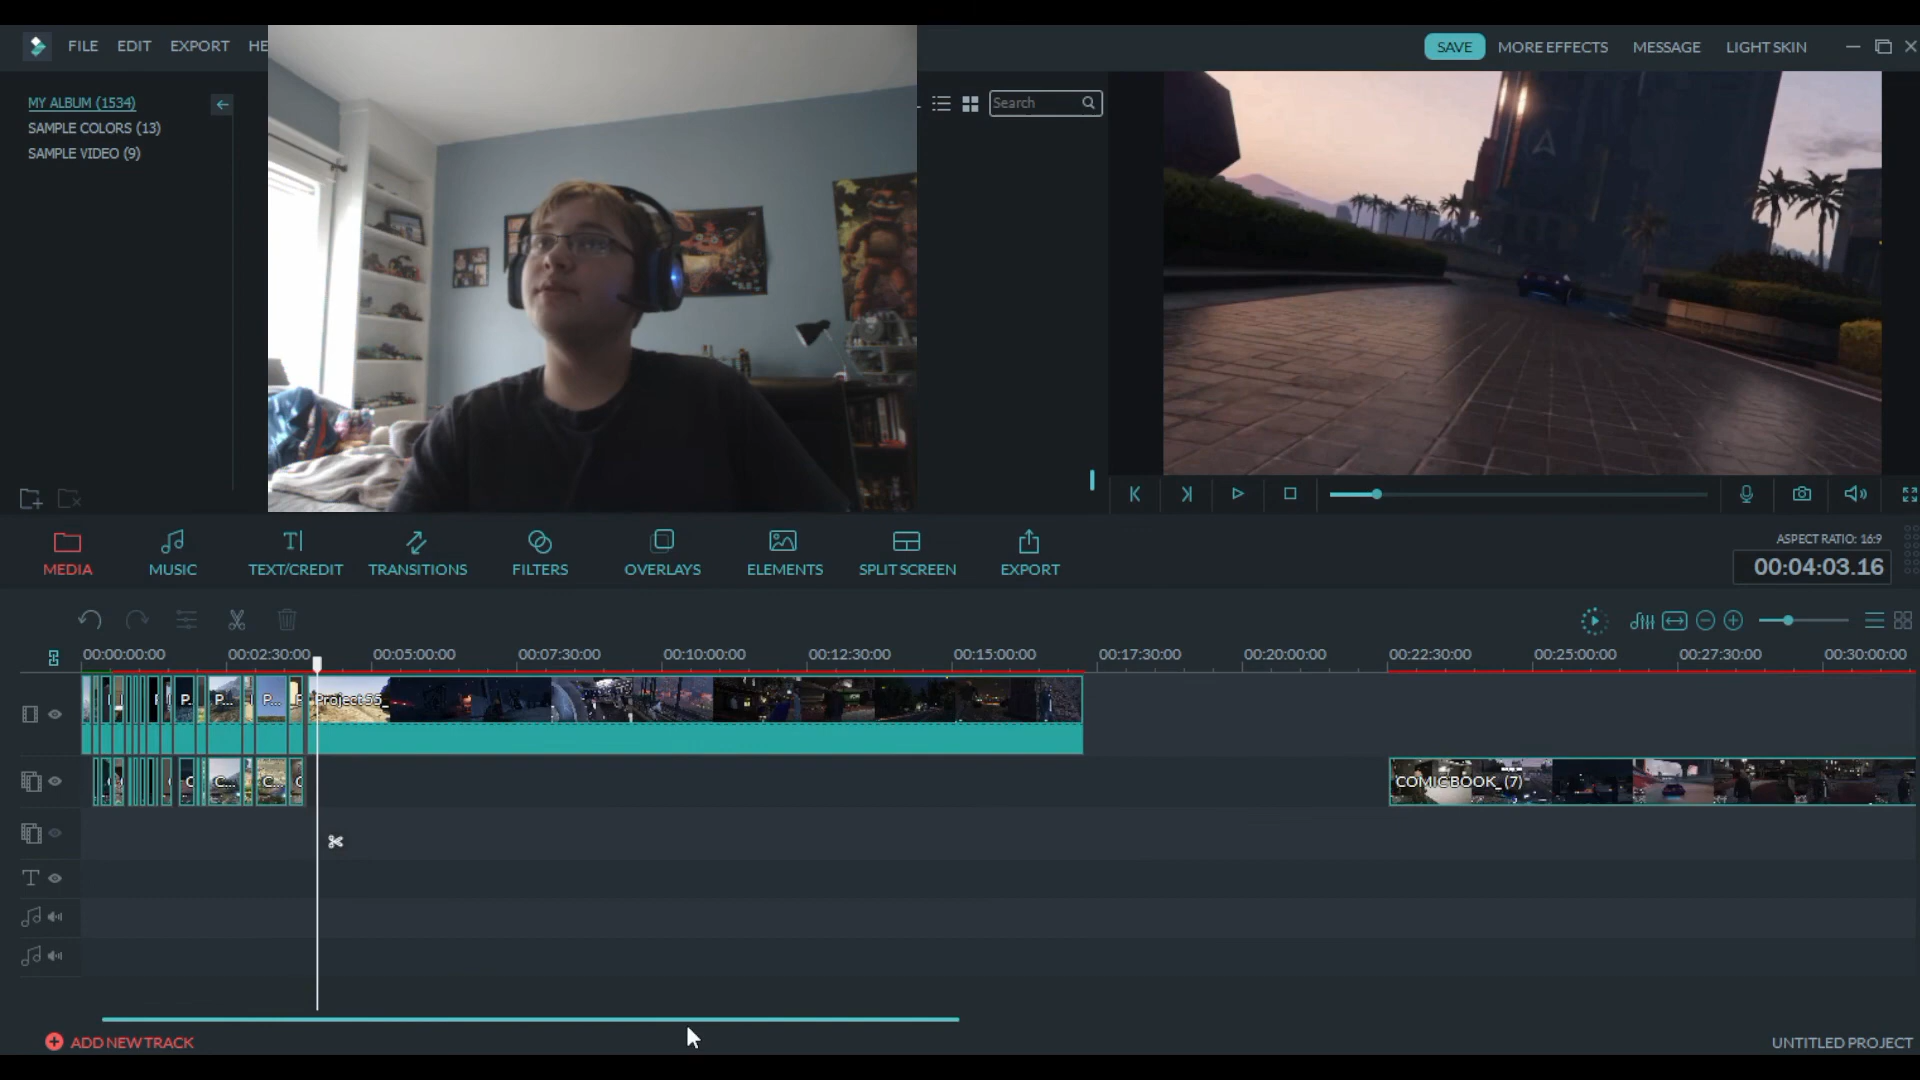 FILE EDIT EXPORT HE
SAVE MORE EFFECTS MESSAGE LIGHT SKIN
MY ALBUM (1534)
SAMPLE COLORS (13)
SAMPLE VIDEO (9)
Search
MEDIA MUSIC TEXT/CREDIT TRANSITIONS FILTERS OVERLAYS ELEMENTS SPLIT SCREEN EXPORT
ASPECT RATIO: 16:9
00:04:03.16
00:00:00:00 00:02:30:00 00:05:00:00 00:07:30:00 00:10:00:00 00:12:30:00 00:15:00:00 00:17:30:00 00:20:00:00 00:22:30:00 00:25:00:00 00:27:30:00 00:30:00:00
P... P... Project 55_
C... C... COMIC BOOK_ (7)
ADD NEW TRACK
UNTITLED PROJECT